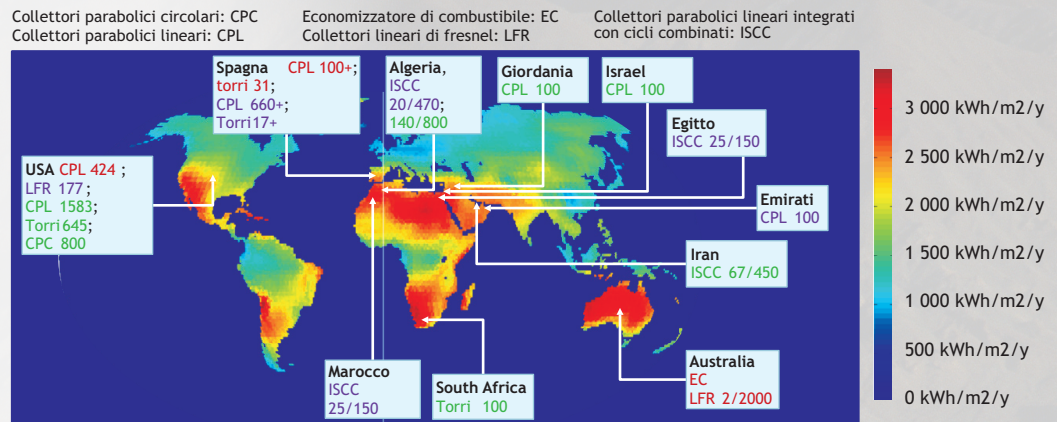 Collettori parabolici circolari: CPC
Collettori parabolici lineari: CPL
Economizzatore di combustibile: EC
Collettori lineari di fresnel: LFR
Collettori parabolici lineari integrati
con cicli combinati: ISCC
Spagna CPL 100+;
torri 31;
CPL 660+;
Torri17+
Algeria,
ISCC
20/470;
140/800
Giordania
CPL 100
Israel
CPL 100
Egitto
ISCC 25/150
USA CPL 424 ;
LFR 177;
CPL 1583;
Torri645;
CPC 800
Emirati
CPL 100
Iran
ISCC 67/450
Marocco
ISCC
25/150
South Africa
Torri 100
Australia
EC
LFR 2/2000
3 000 kWh/m2/y
2 500 kWh/m2/y
2 000 kWh/m2/y
1 500 kWh/m2/y
1 000 kWh/m2/y
500 kWh/m2/y
0 kWh/m2/y